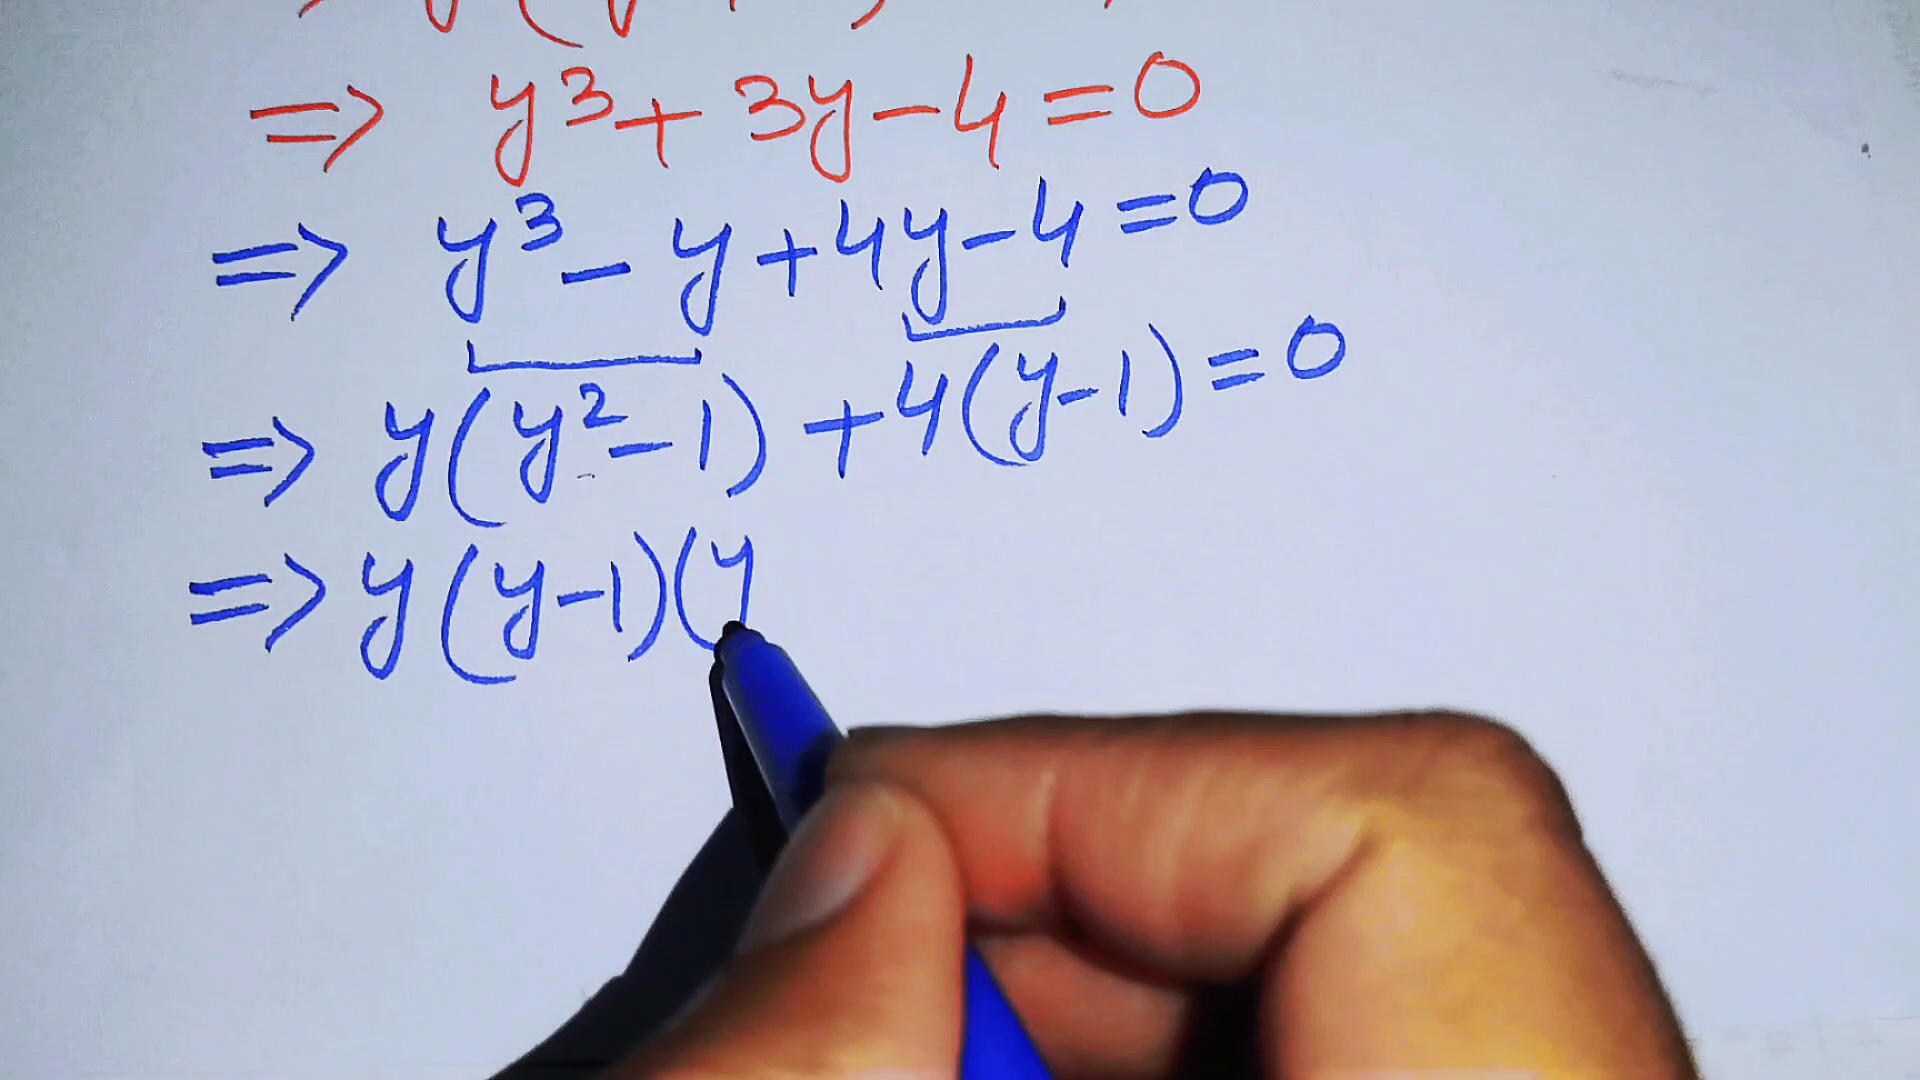 => y³ + 3y - 4 = 0
=> y³ - y + 4y - 4 = 0
=> y(y² - 1) + 4(y - 1) = 0
=> y(y - 1)(y